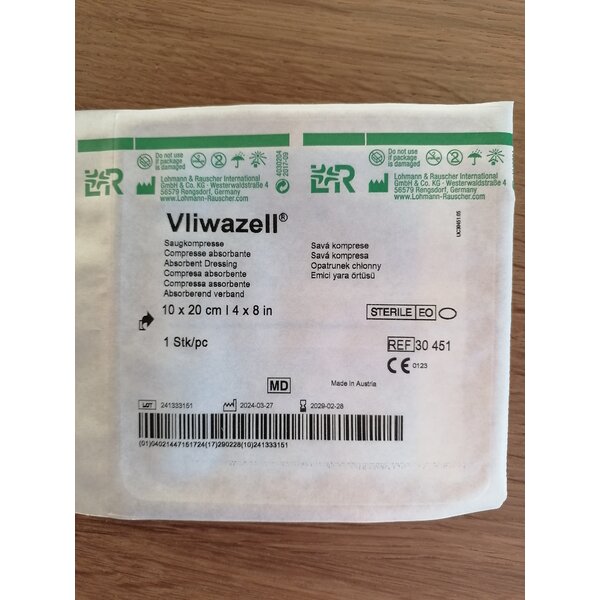 Do not use
if package
is damaged
4030204
2017-09
L&R
Lohmann & Rauscher International
GmbH & Co. KG · Westerwaldstraße 4
56579 Rengsdorf, Germany
www.Lohmann-Rauscher.com
Do not use
if package
is damaged
L&R
Lohmann & Rauscher International
GmbH & Co. KG · Westerwaldstraße 4
56579 Rengsdorf, Germany
www.Lohmann-Rauscher.com
Vliwazell®
Saugkompresse
Compresse absorbante
Absorbent Dressing
Compresa absorbente
Compressa assorbente
Absorberend verband
Savá komprese
Savá kompresa
Opatrunek chłonny
Emici yara örtüsü
10 x 20 cm | 4 x 8 in
STERILE EO
1 Stk/pc
REF 30 451
CE 0123
MD
Made in Austria
LOT 241333151
2024-03-27
2029-02-28
(01)04021447151724(17)290228(10)241333151